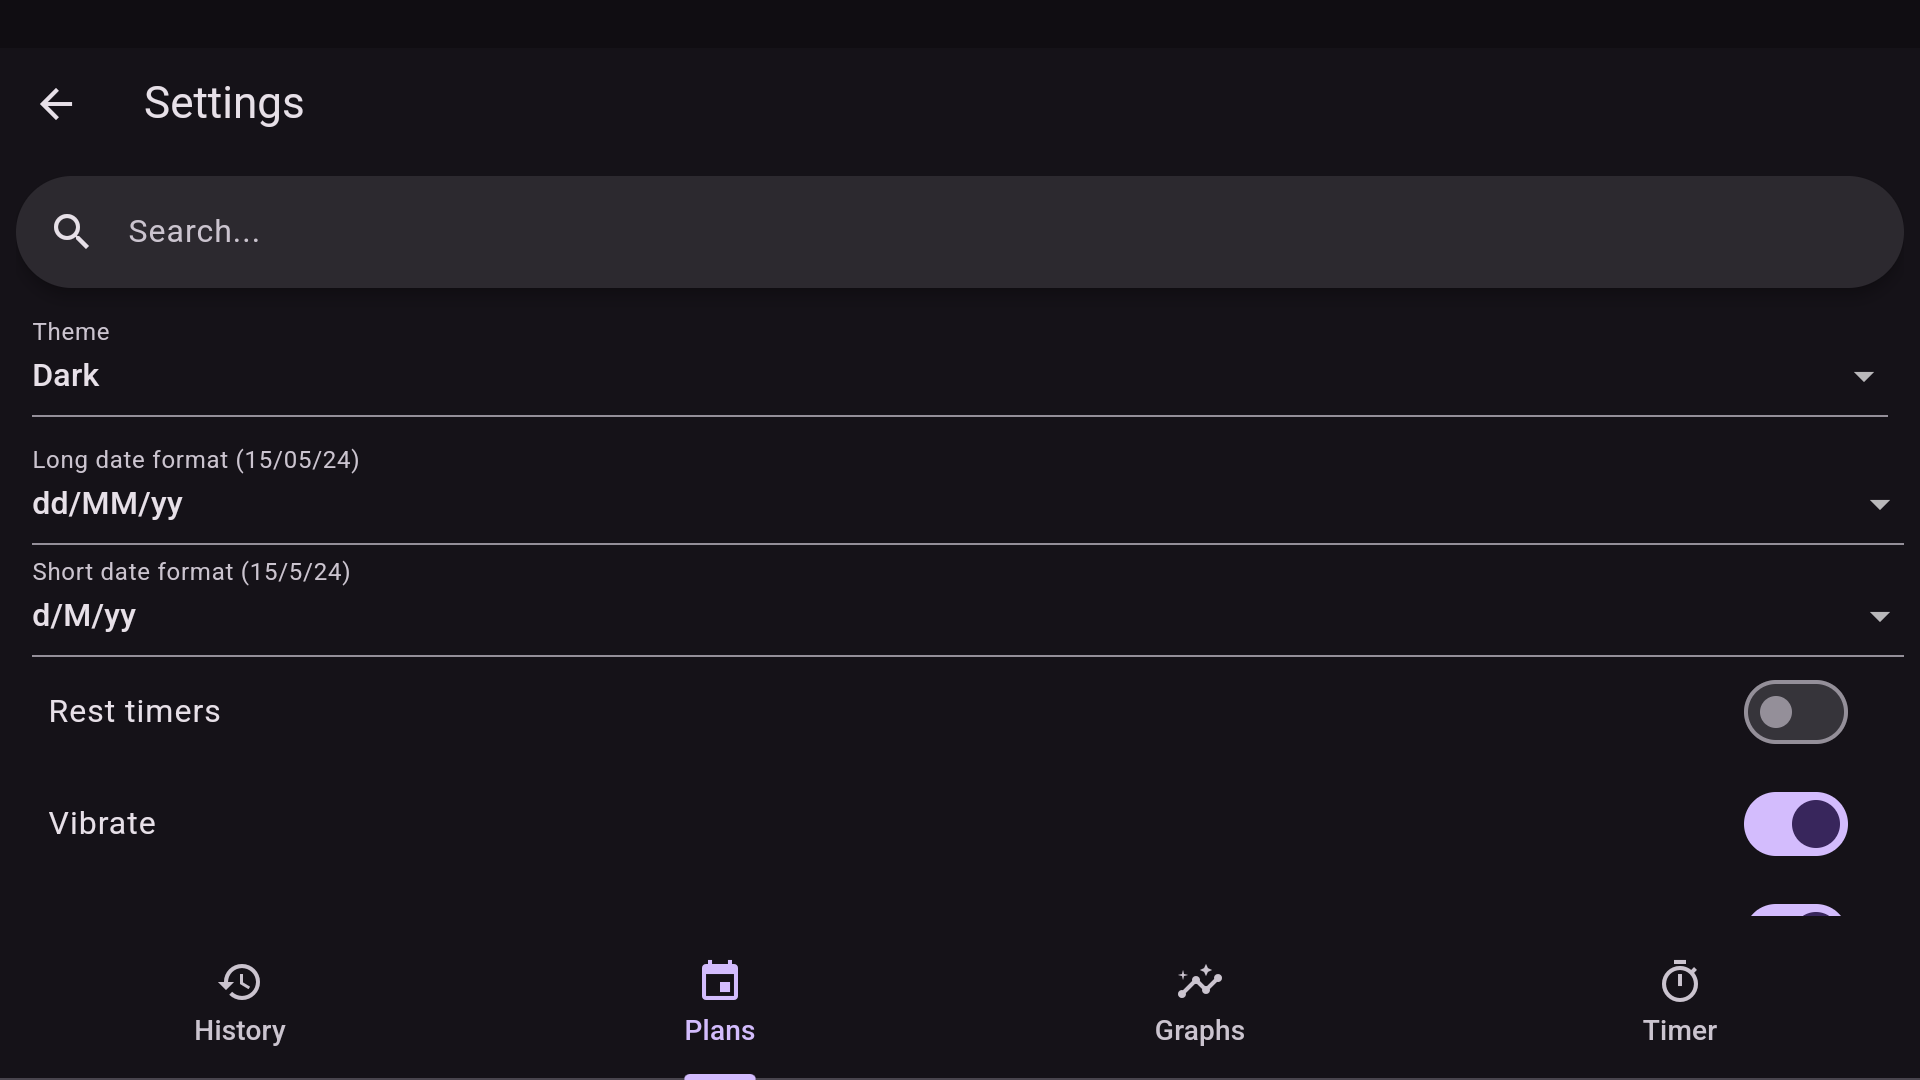 Settings
Search...
Theme
Dark
Long date format (15/05/24)
dd/MM/yy
Short date format (15/5/24)
d/M/yy
Rest timers
Vibrate
History
Plans
Graphs
Timer